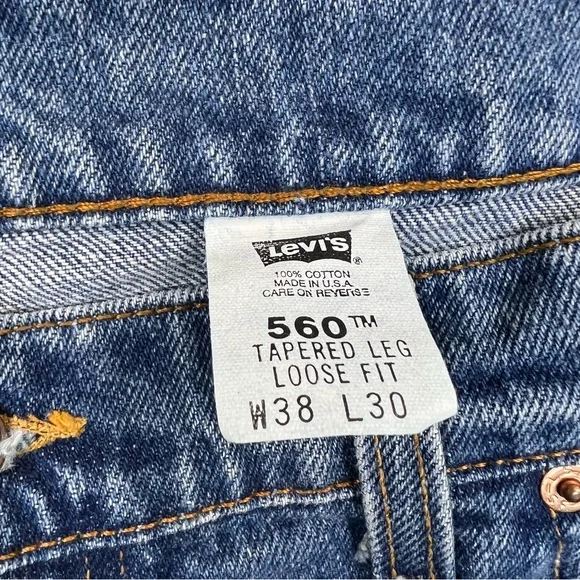 Levi's ®
100% COTTON
MADE IN U.S.A.
CARE ON REVERSE
560™
TAPERED LEG
LOOSE FIT
W38 L30